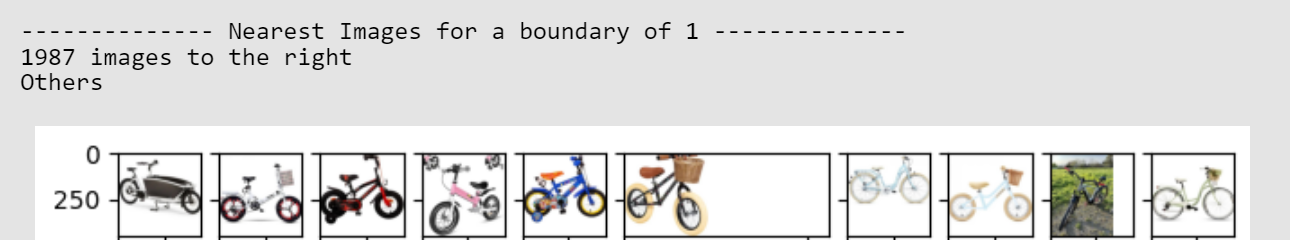 -------------- Nearest Images for a boundary of 1 --------------
1987 images to the right
Others
0
250